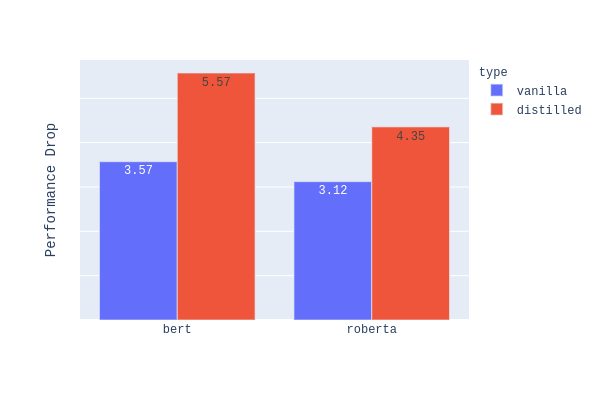 type
vanilla
distilled
Performance Drop
5.57
3.57
4.35
3.12
bert
roberta